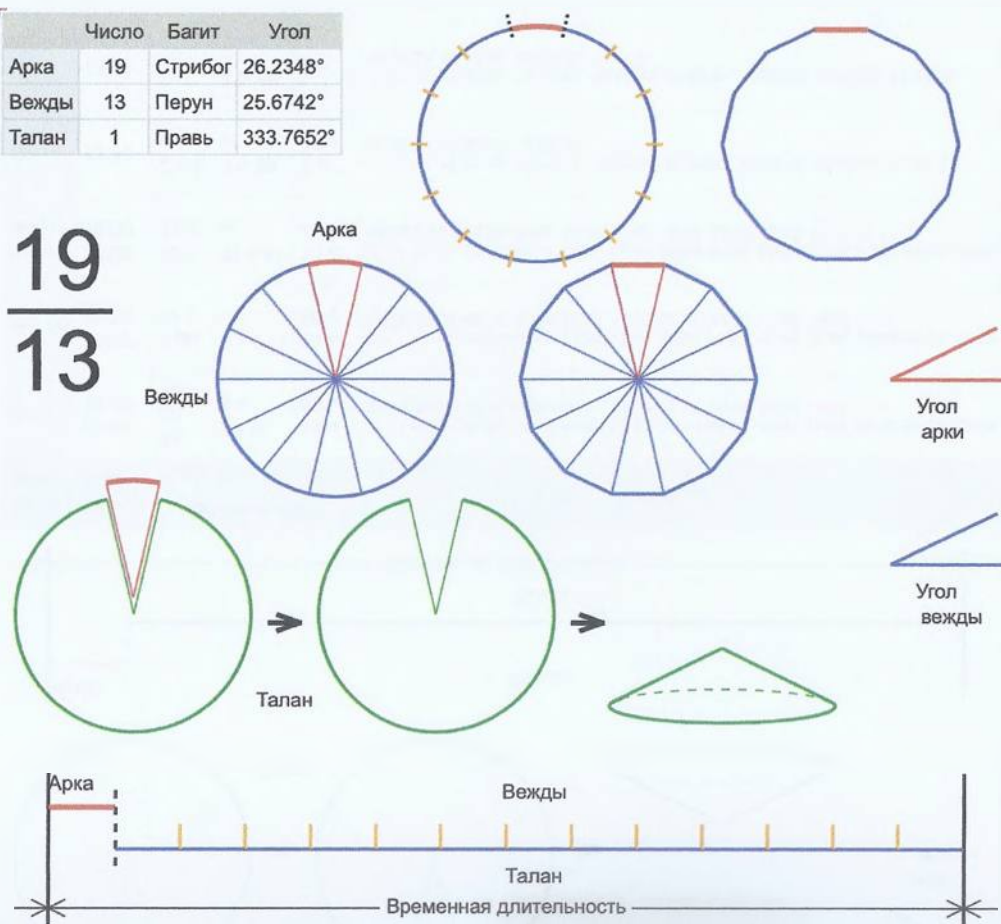 Число Багит Угол
Арка 19 Стрибог 26.2348°
Вежды 13 Перун 25.6742°
Талан 1 Правь 333.7652°
19
13
Арка
Вежды
Угол
арки
Угол
вежды
Талан
Арка
Вежды
Талан
Временная длительность